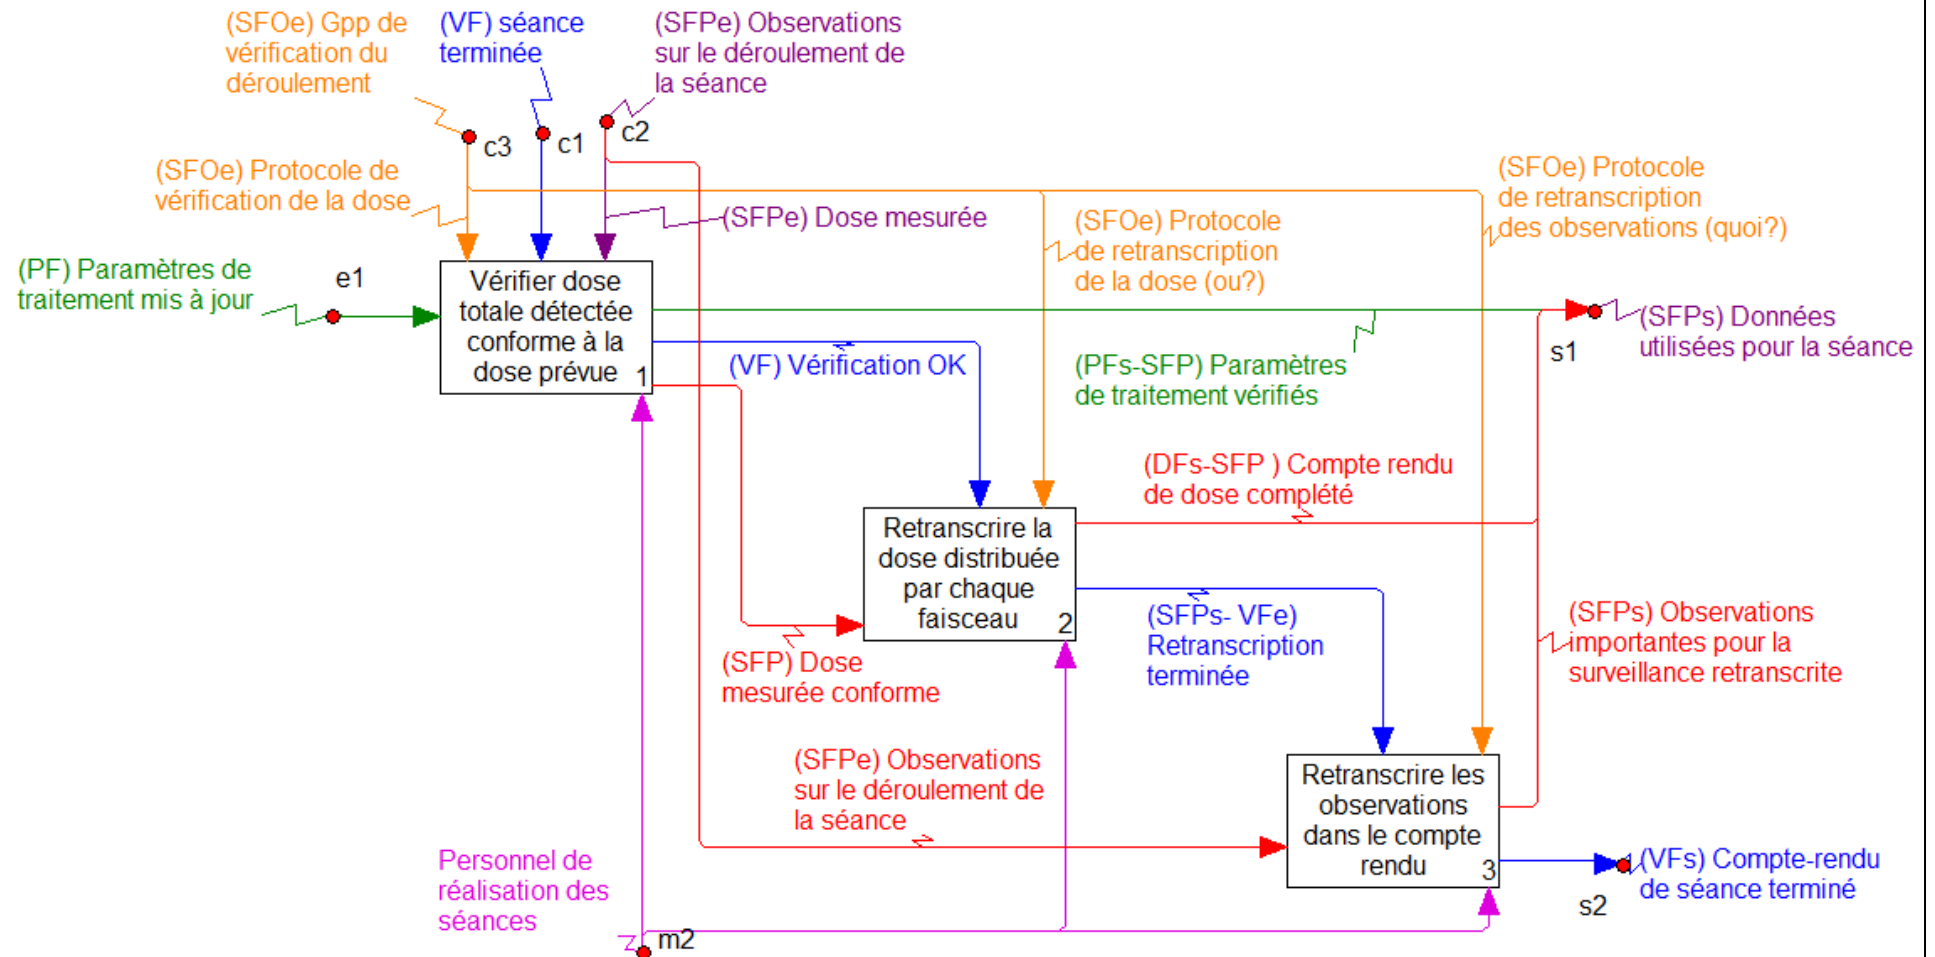 (SFOe) Gpp de
vérification du
déroulement
(VF) séance
terminée
(SFPe) Observations
sur le déroulement de
la séance
c3
c1
c2
(SFOe) Protocole de
vérification de la dose
(SFPe) Dose mesurée
(SFOe) Protocole
de retranscription
de la dose (ou?)
(SFOe) Protocole
de retranscription
des observations (quoi?)
(PF) Paramètres de
traitement mis à jour
e1
Vérifier dose
totale détectée
conforme à la
dose prévue
1
(VF) Vérification OK
(PFs-SFP) Paramètres
de traitement vérifiés
s1
(SFPs) Données
utilisées pour la séance
(DFs-SFP ) Compte rendu
de dose complété
Retranscrire la
dose distribuée
par chaque
faisceau
2
(SFP) Dose
mesurée conforme
(SFPs- VFe)
Retranscription
terminée
(SFPs) Observations
importantes pour la
surveillance retranscrite
(SFPe) Observations
sur le déroulement de
la séance
Retranscrire les
observations
dans le compte
rendu
3
(VFs) Compte-rendu
de séance terminé
s2
Personnel de
réalisation des
séances
m2